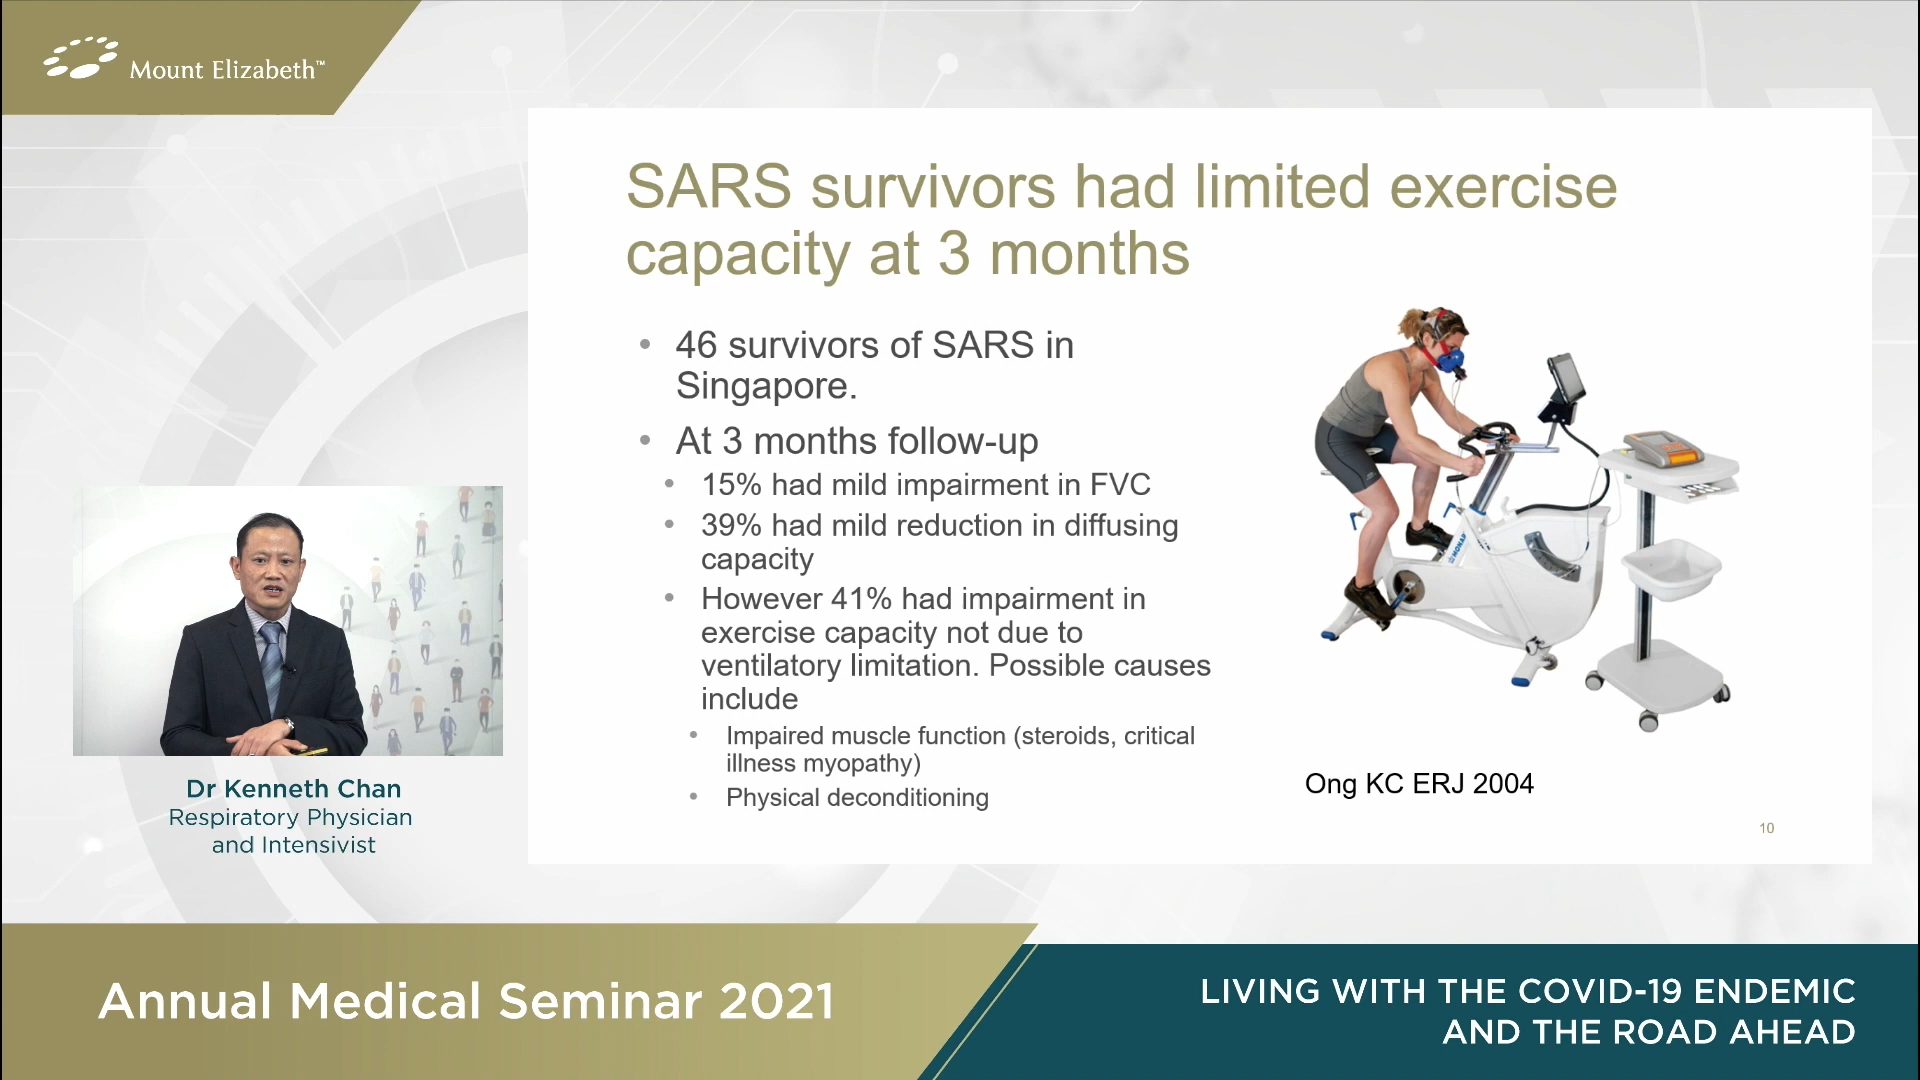 Mount Elizabeth™
SARS survivors had limited exercise
capacity at 3 months
• 46 survivors of SARS in
Singapore.
• At 3 months follow-up
• 15% had mild impairment in FVC
• 39% had mild reduction in diffusing
capacity
• However 41% had impairment in
exercise capacity not due to
ventilatory limitation. Possible causes
include
• Impaired muscle function (steroids, critical
illness myopathy)
• Physical deconditioning
MONARK
Ong KC ERJ 2004
10
Dr Kenneth Chan
Respiratory Physician
and Intensivist
Annual Medical Seminar 2021
LIVING WITH THE COVID-19 ENDEMIC
AND THE ROAD AHEAD